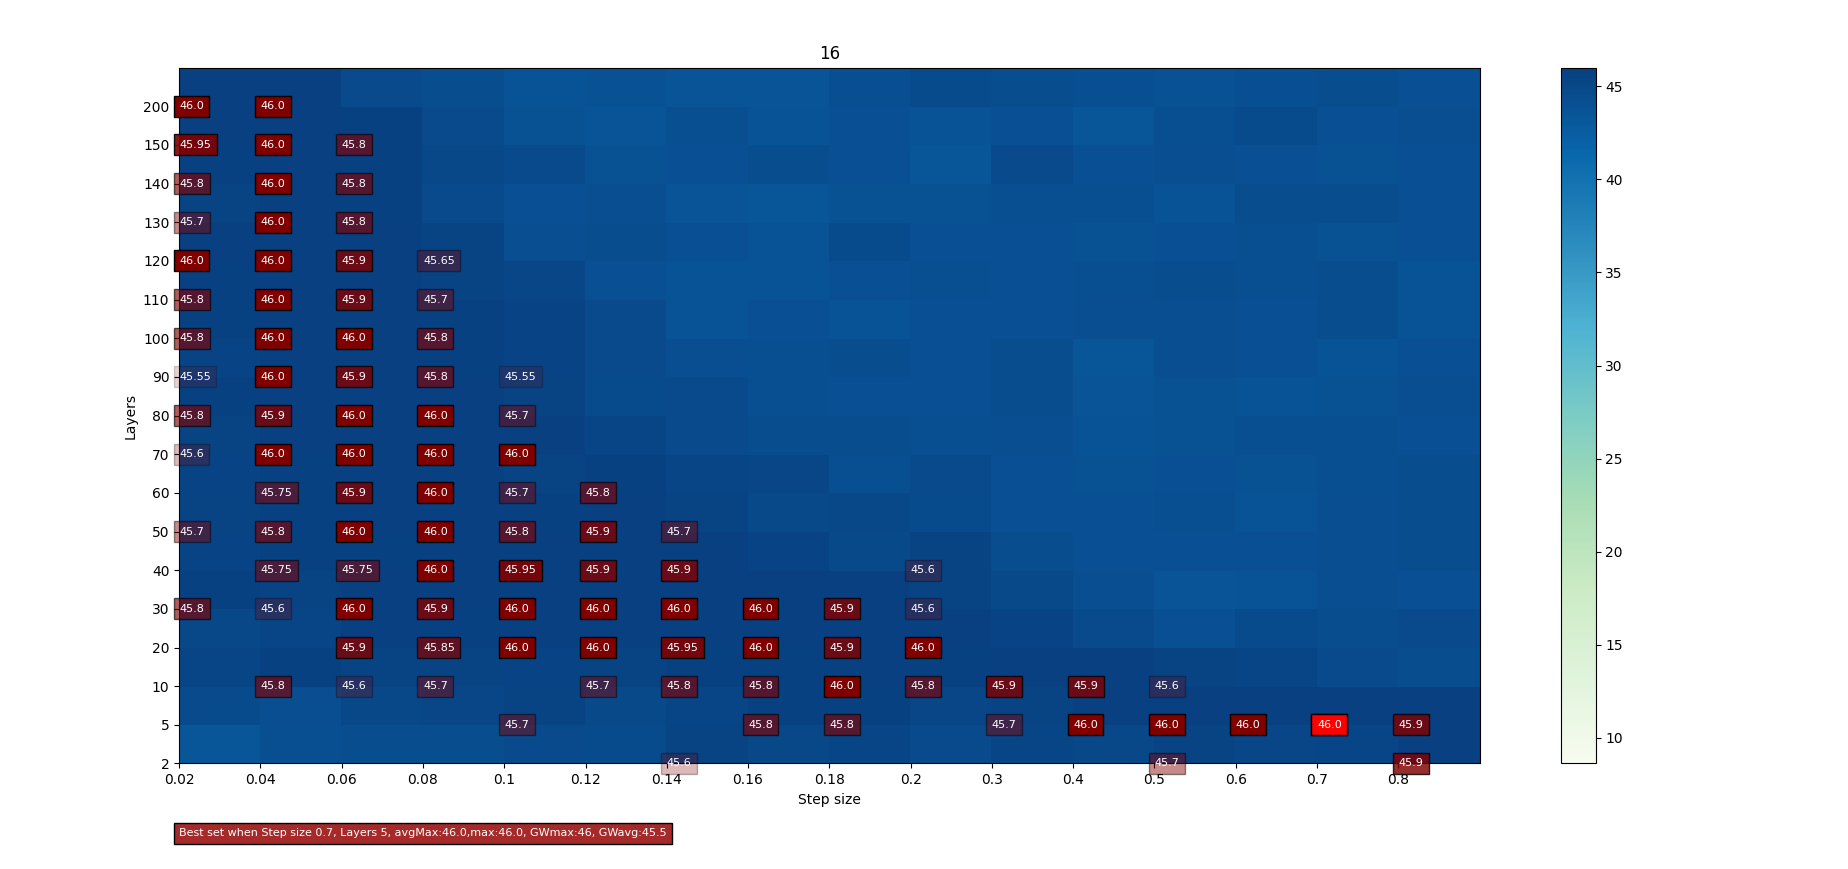 16
200 46.0 46.0 45
150 45.95 46.0 45.8
140 45.8 46.0 45.8 40
130 45.7 46.0 45.8
120 46.0 46.0 45.9 45.65 35
110 45.8 46.0 45.9 45.7
100 45.8 46.0 46.0 45.8
90 45.55 46.0 45.9 45.8 45.55 30
80 45.8 45.9 46.0 46.0 45.7
70 45.6 46.0 46.0 46.0 46.0 25
60 45.75 45.9 46.0 45.7 45.8
50 45.7 45.8 46.0 46.0 45.8 45.9 45.7 20
40 45.75 45.75 46.0 45.95 45.9 45.9 45.6
30 45.8 45.6 46.0 45.9 46.0 46.0 46.0 46.0 45.9 45.6
20 45.9 45.85 46.0 46.0 45.95 46.0 45.9 46.0 15
10 45.8 45.6 45.7 45.7 45.8 45.8 46.0 45.8 45.9 45.9 45.6
5 45.7 45.8 45.8 45.7 46.0 46.0 46.0 46.0 45.9 10
2 45.6 45.7 45.9
Layers
0.02 0.04 0.06 0.08 0.1 0.12 0.14 0.16 0.18 0.2 0.3 0.4 0.5 0.6 0.7 0.8
Step size
Best set when Step size 0.7, Layers 5, avgMax:46.0,max:46.0, GWmax:46, GWavg:45.5